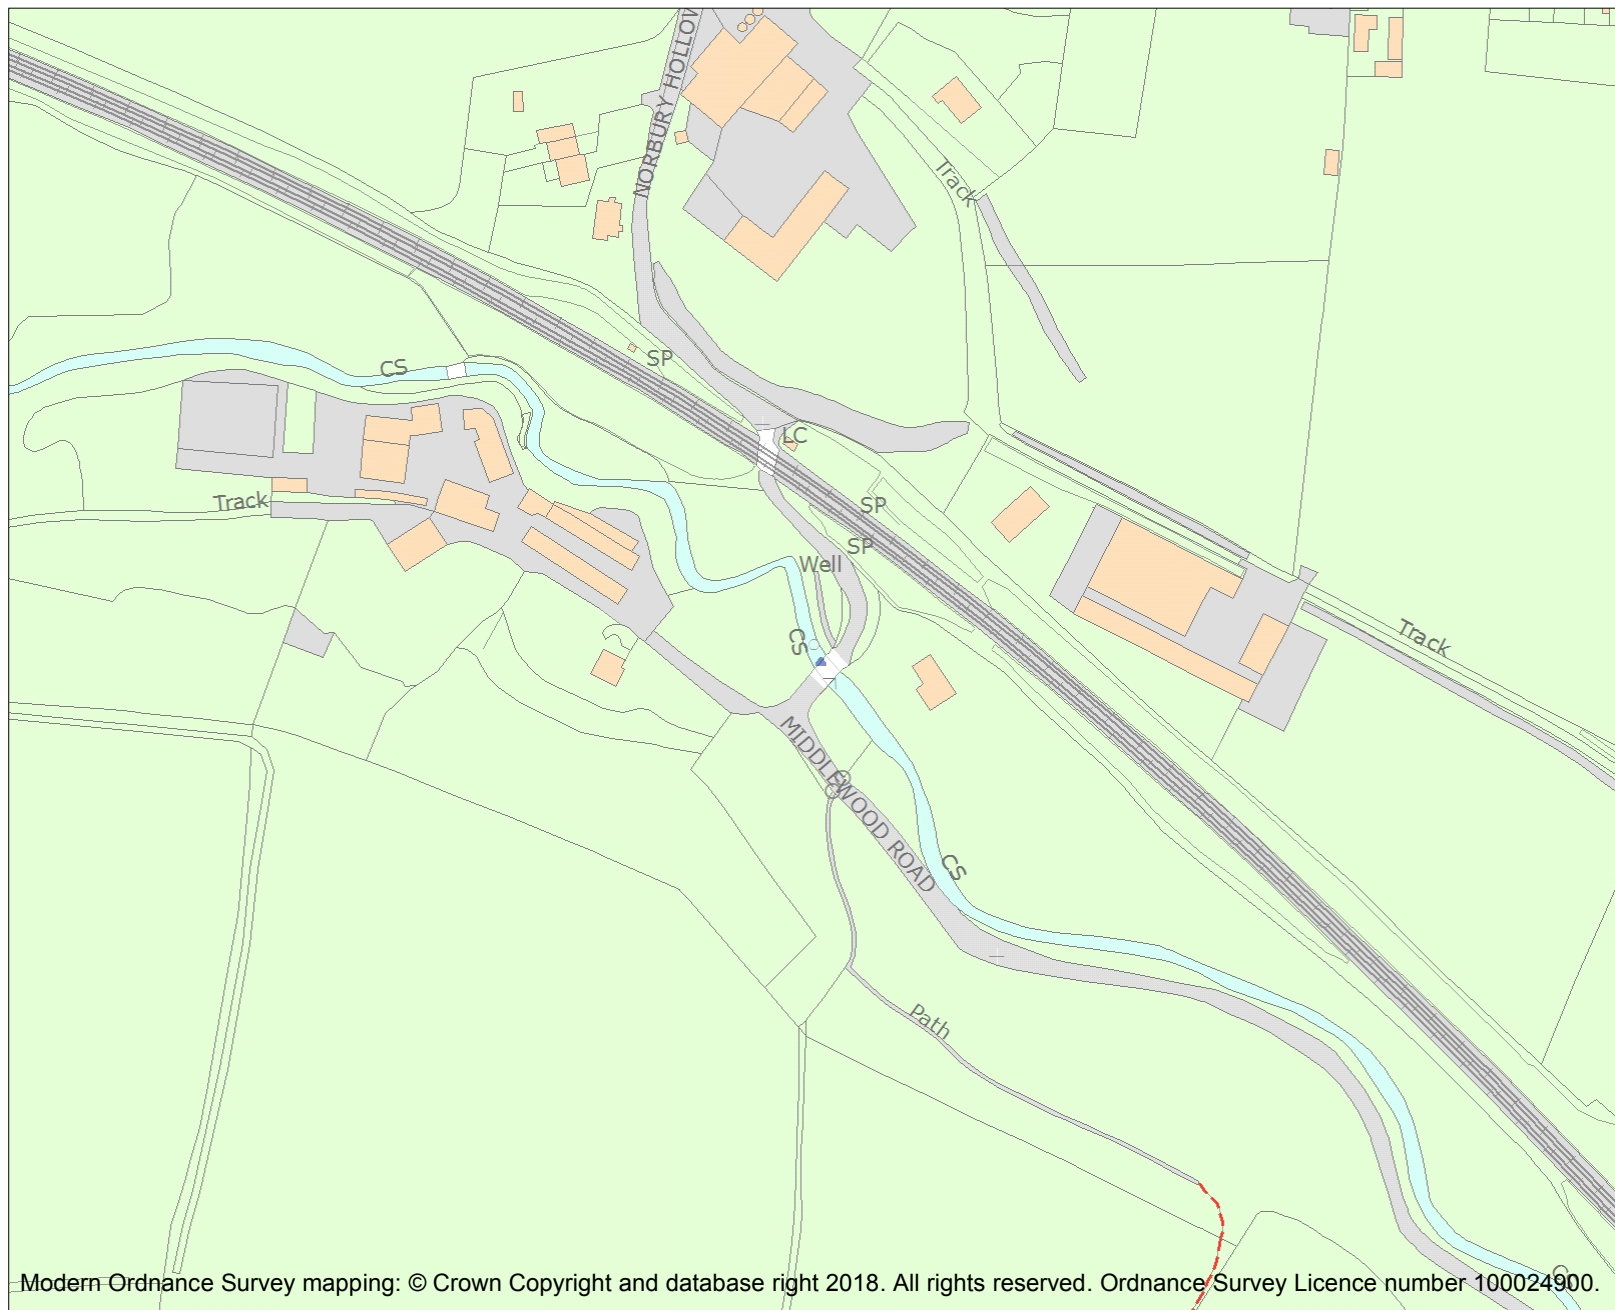 NORBURY HOLLOW
Track
CS
SP
LC
Track
SP
SP
Well
CS
Track
MIDDLEWOOD ROAD
CS
Path
CS
Modern Ordnance Survey mapping: © Crown Copyright and database right 2018. All rights reserved. Ordnance Survey Licence number 100024900.